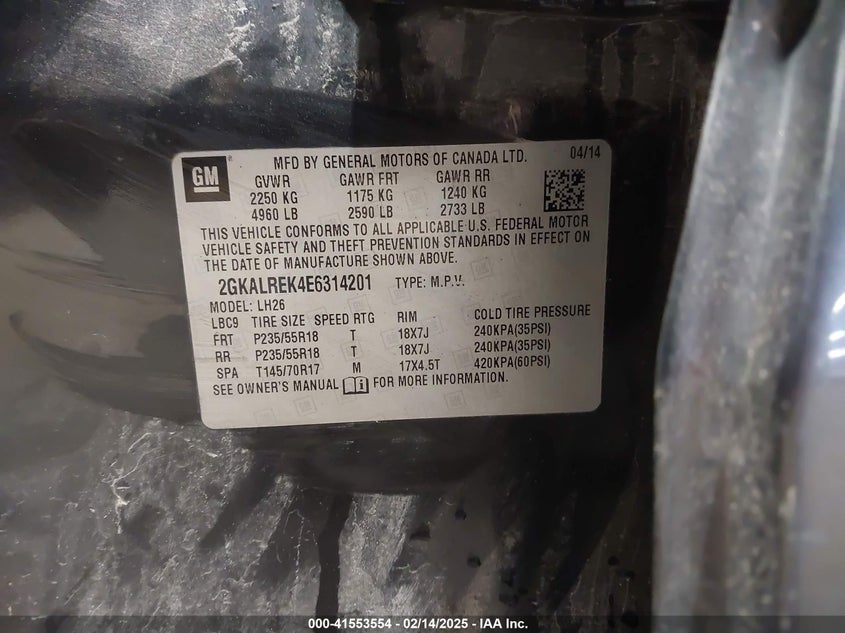 GM
MFD BY GENERAL MOTORS OF CANADA LTD. 04/14
GVWR GAWR FRT GAWR RR
2250 KG 1175 KG 1240 KG
4960 LB 2590 LB 2733 LB
THIS VEHICLE CONFORMS TO ALL APPLICABLE U.S. FEDERAL MOTOR
VEHICLE SAFETY AND THEFT PREVENTION STANDARDS IN EFFECT ON
THE DATE OF MANUFACTURE SHOWN ABOVE.
2GKALREK4E6314201 TYPE: M.P.V.
MODEL: LH26
LBC9 TIRE SIZE SPEED RTG RIM COLD TIRE PRESSURE
FRT P235/55R18 T 18X7J 240KPA(35PSI)
RR P235/55R18 T 18X7J 240KPA(35PSI)
SPA T145/70R17 M 17X4.5T 420KPA(60PSI)
SEE OWNER'S MANUAL FOR MORE INFORMATION.
000-41553554 - 02/14/2025 - IAA Inc.